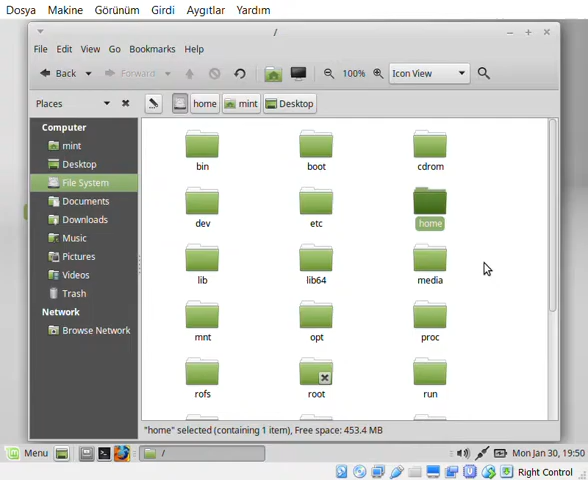 Dosya Makine Görünüm Girdi Aygıtlar Yardım
/
File Edit View Go Bookmarks Help
Back Forward 100% Icon View
Places home mint Desktop
Computer
mint
Desktop
File System
Documents
Downloads
Music
Pictures
Videos
Trash
Network
Browse Network
bin boot cdrom
dev etc home
lib lib64 media
mnt opt proc
rofs root run
"home" selected (containing 1 item), Free space: 453.4 MB
Menu / Mon Jan 30, 19:50
Right Control